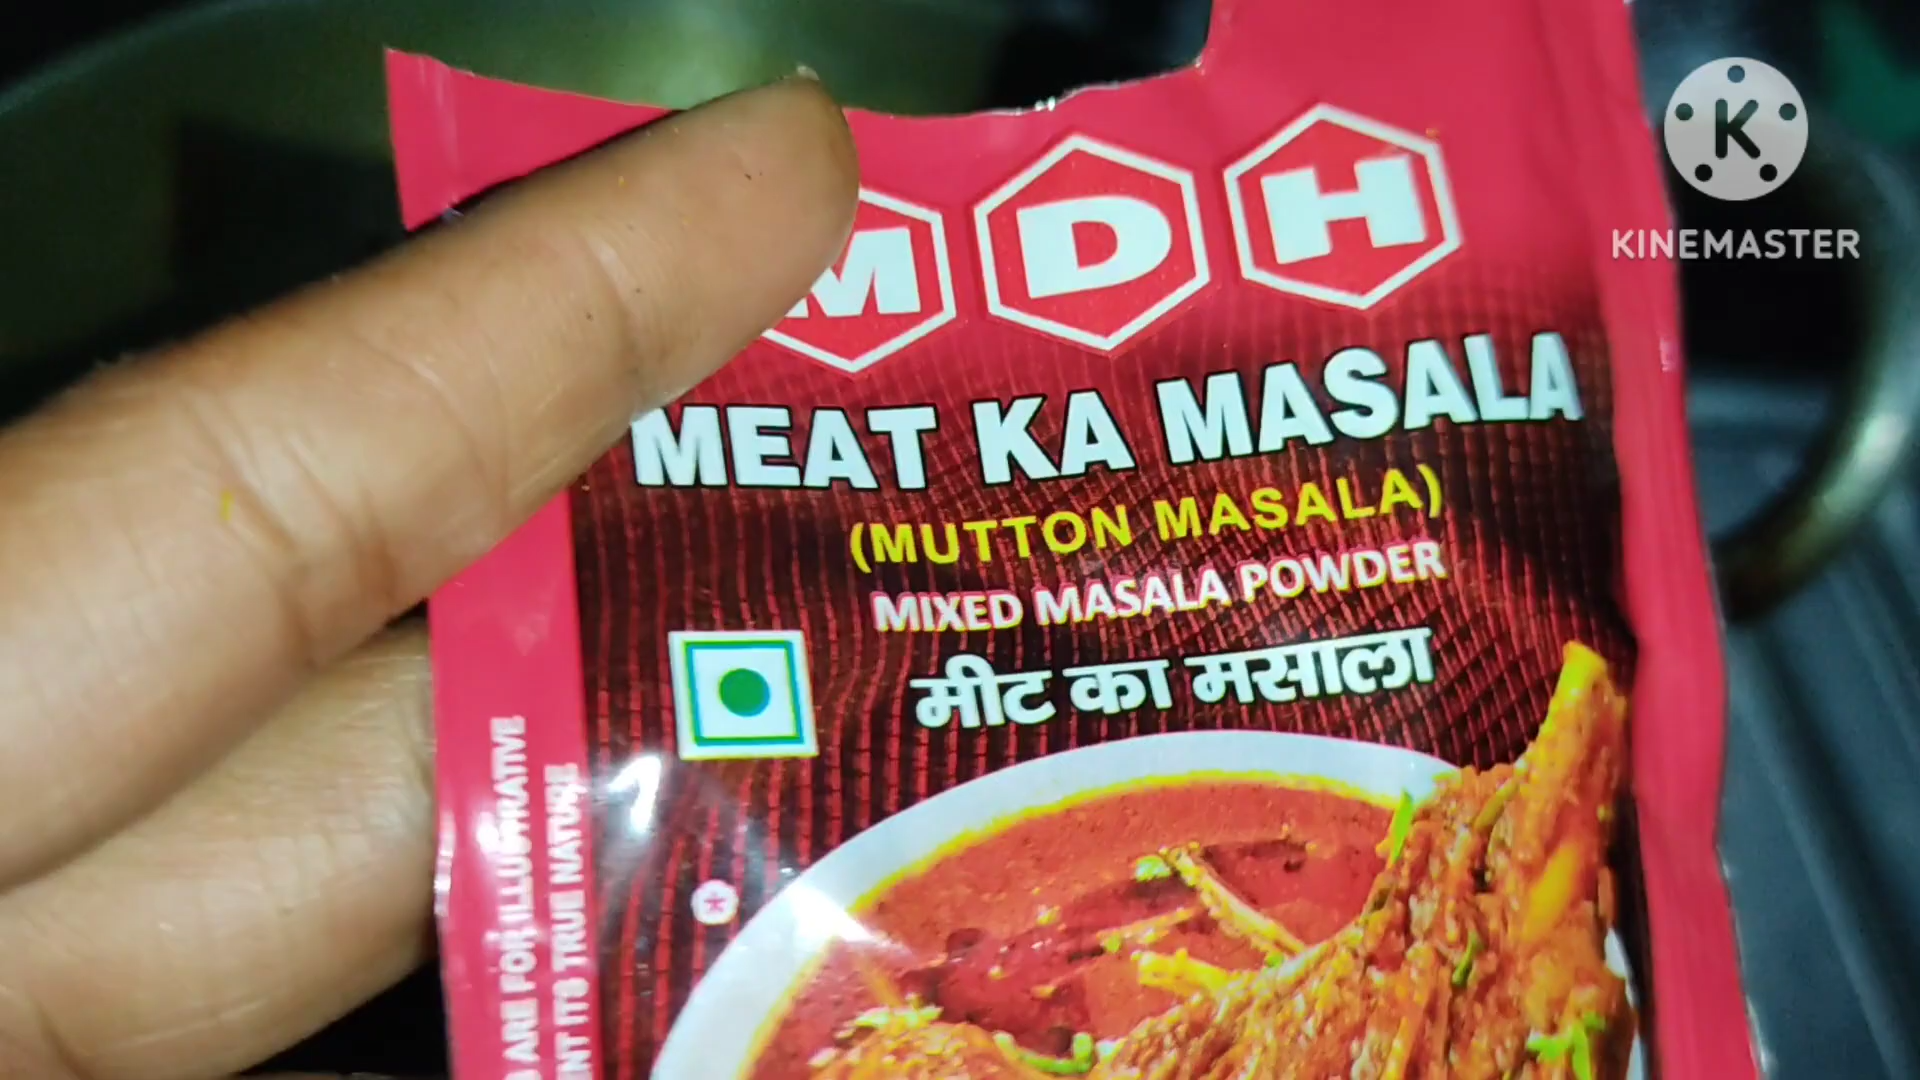 MDH
K
KINEMASTER
MEAT KA MASALA
(MUTTON MASALA)
MIXED MASALA POWDER
मीट का मसाला
ARE FOR ILLUSTRATIVE
ITS TRUE NATURE